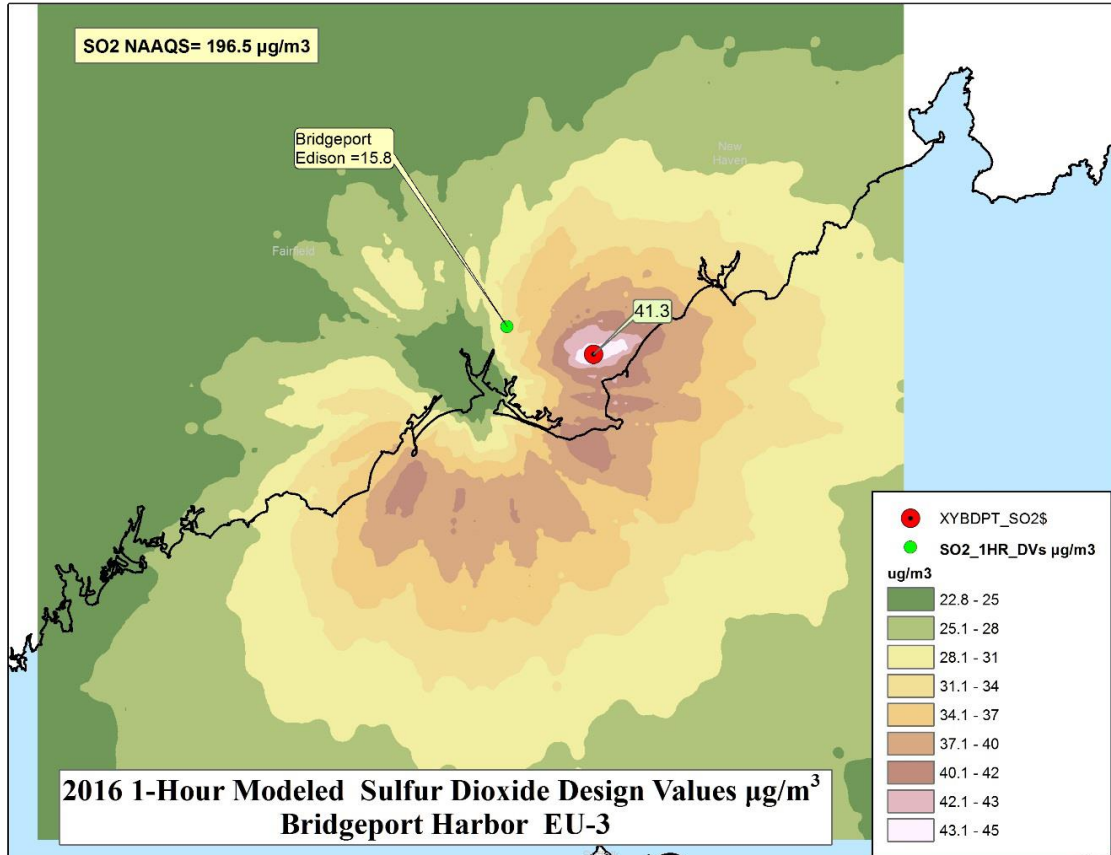 SO2 NAAQS= 196.5 µg/m3
Bridgeport
Edison =15.8
New
Haven
Fairfield
41.3
XYBDPT_SO2$
SO2_1HR_DVs µg/m3
ug/m3
22.8 - 25
25.1 - 28
28.1 - 31
31.1 - 34
34.1 - 37
37.1 - 40
40.1 - 42
42.1 - 43
43.1 - 45
2016 1-Hour Modeled Sulfur Dioxide Design Values µg/m³
Bridgeport Harbor EU-3